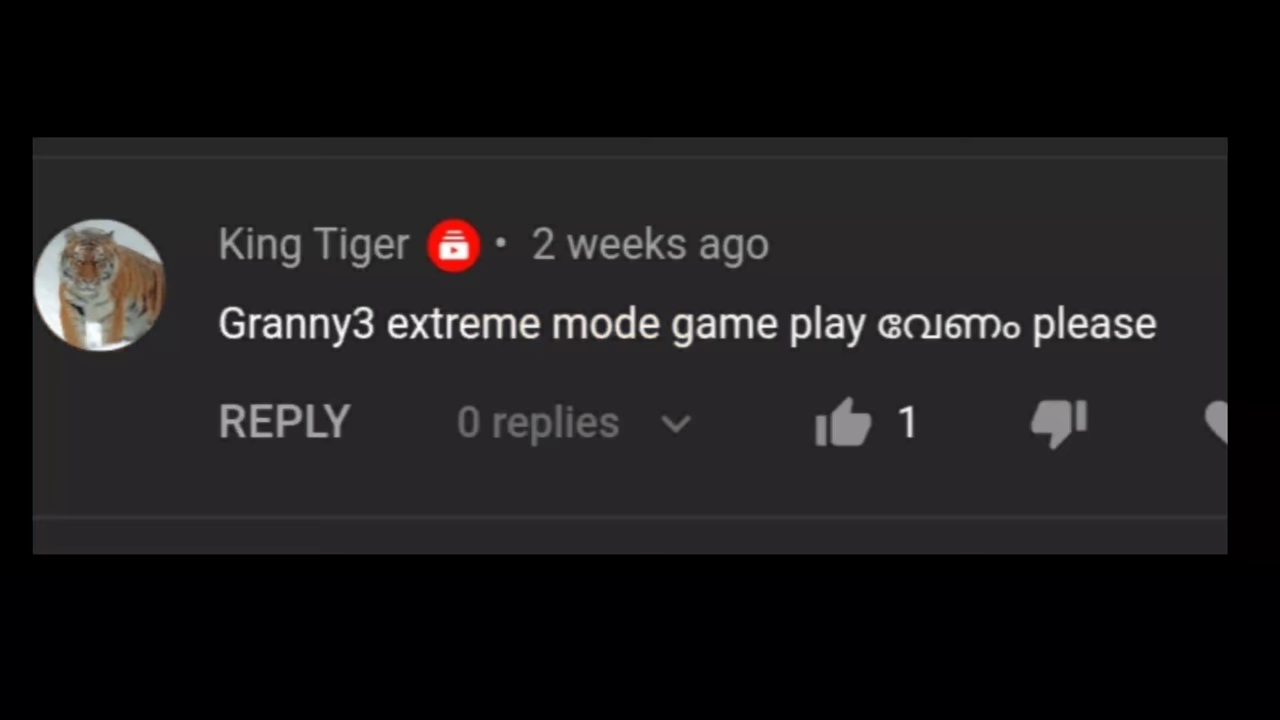 King Tiger • 2 weeks ago
Granny3 extreme mode game play വേണം please
REPLY 0 replies 1